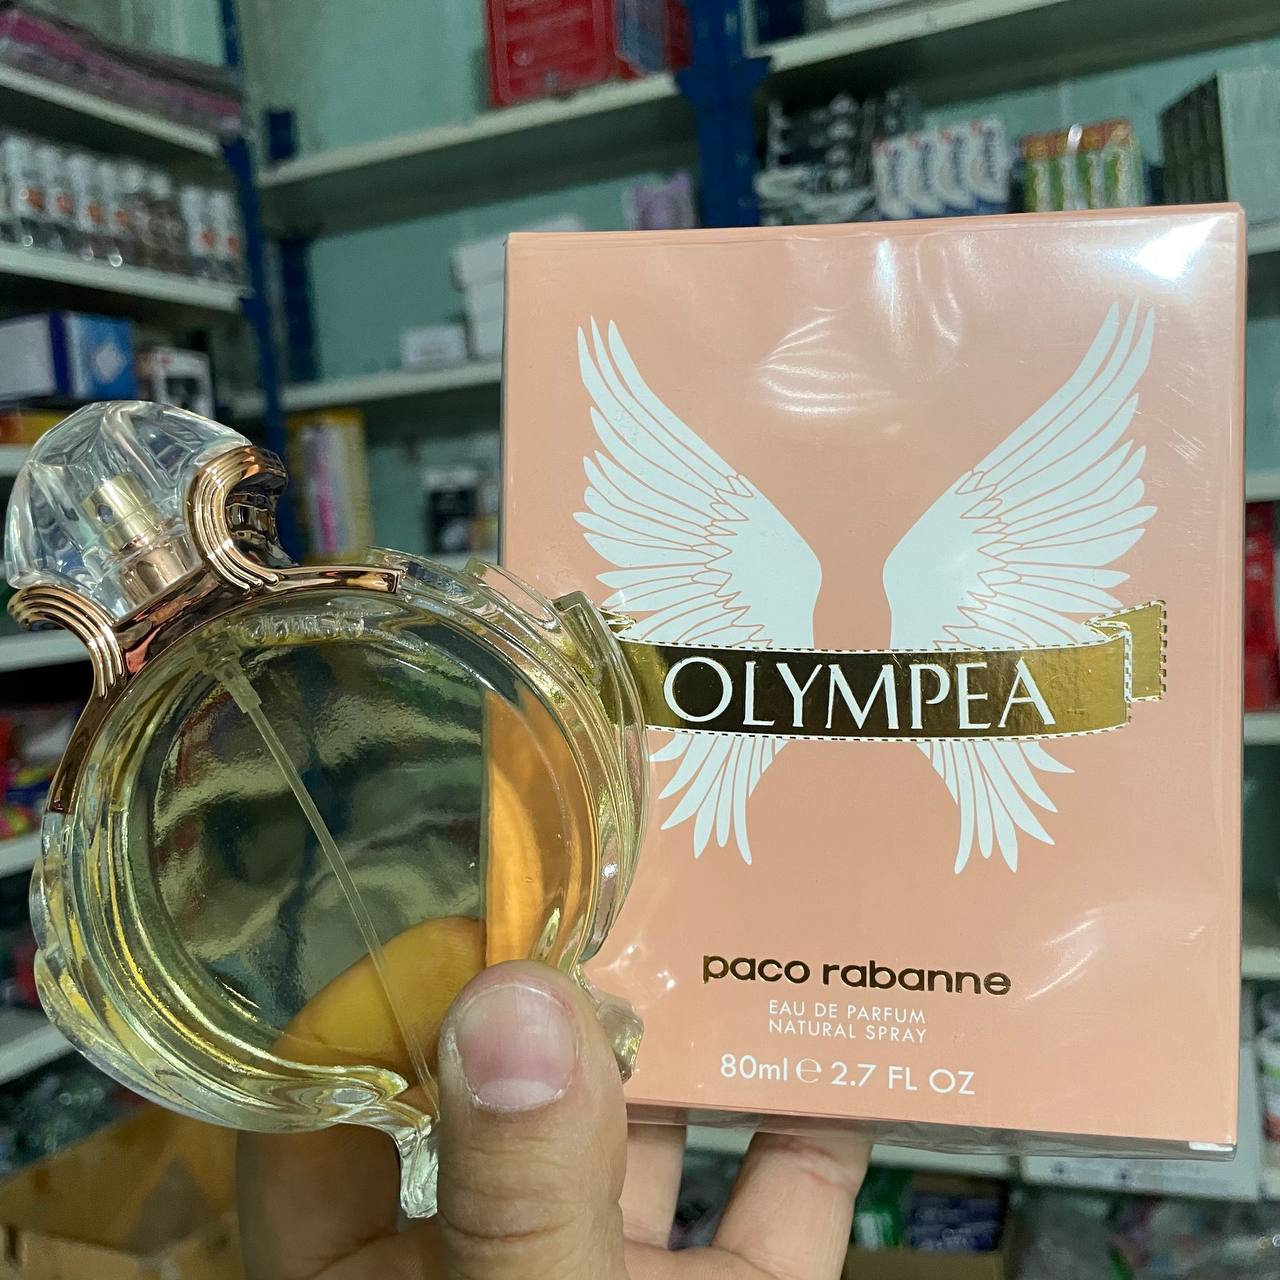 OLYMPEA
paco rabanne
EAU DE PARFUM
NATURAL SPRAY
80ml ℮ 2.7 FL OZ